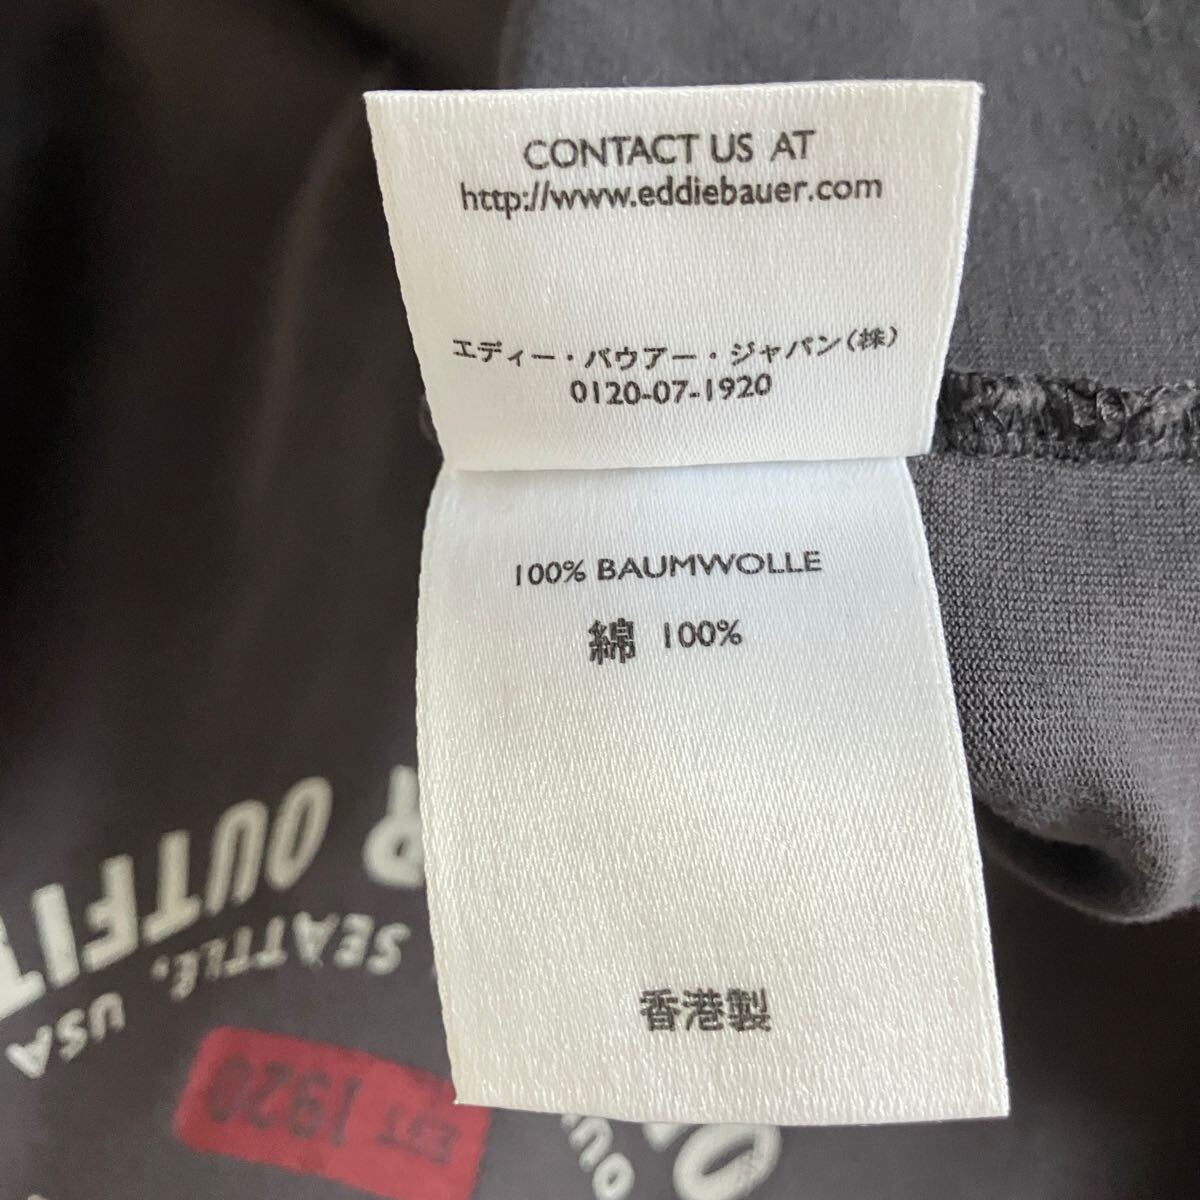 CONTACT US AT
http://www.eddiebauer.com
エディー・バウアー・ジャパン(株)
0120-07-1920
100% BAUMWOLLE
綿 100%
香港製
R OUTFIT
SEATTLE, USA
EST 1920